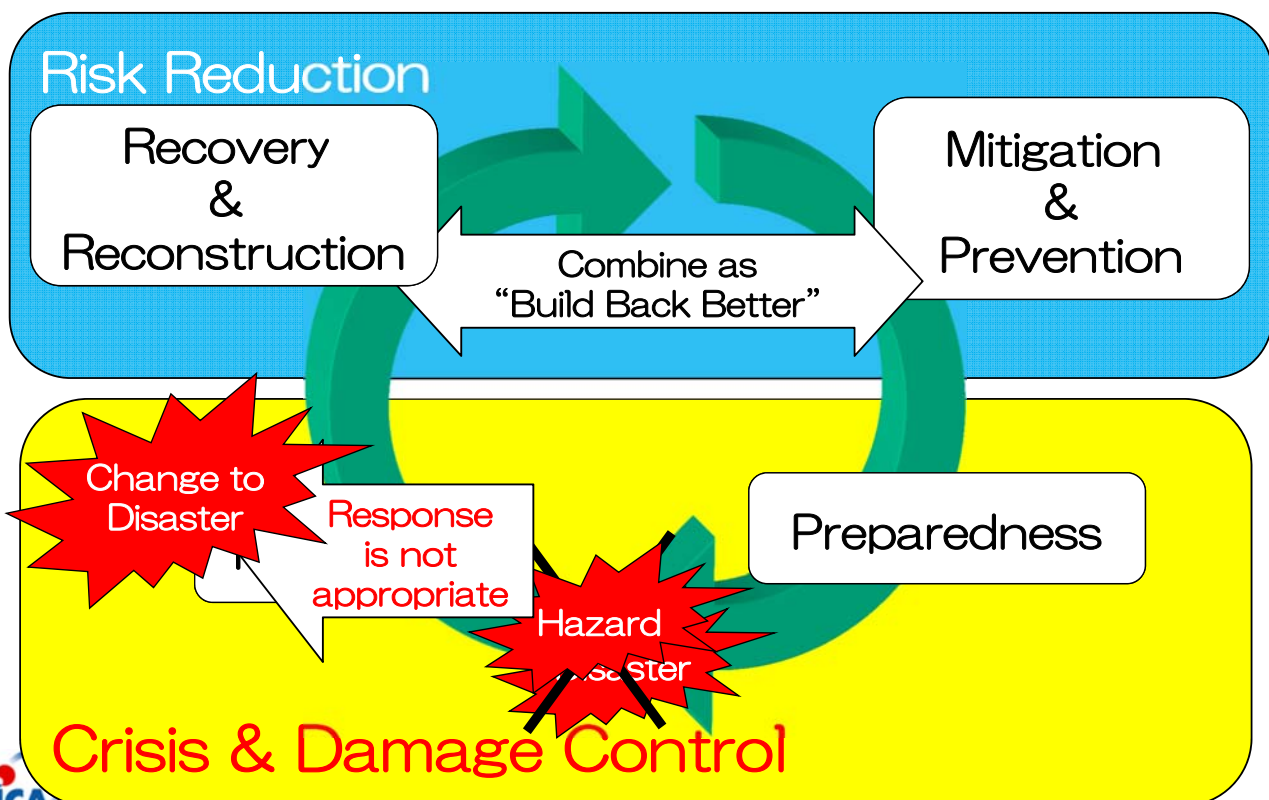 Risk Reduction
Recovery
&
Reconstruction
Mitigation
&
Prevention
Combine as
“Build Back Better”
Change to
Disaster
Response
is not
appropriate
Preparedness
Hazard
Crisis & Damage Control